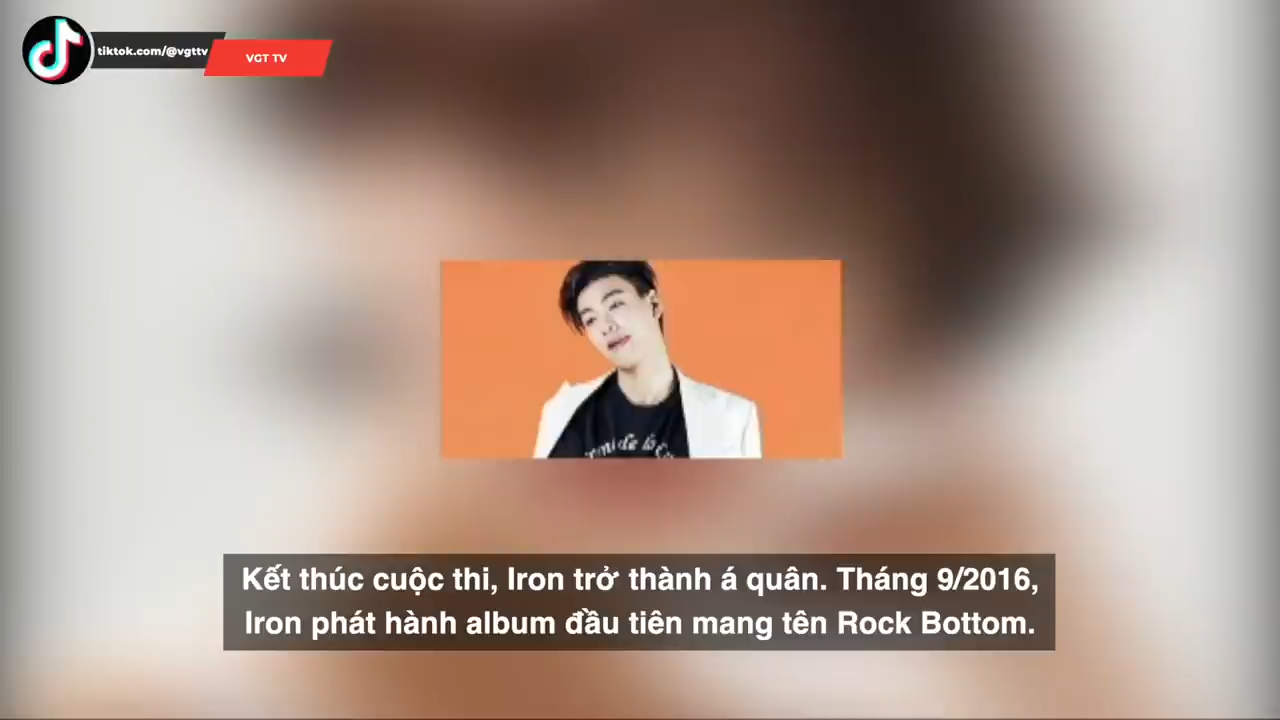 tiktok.com/@vgttv
VGT TV
Kết thúc cuộc thi, Iron trở thành á quân. Tháng 9/2016,
Iron phát hành album đầu tiên mang tên Rock Bottom.